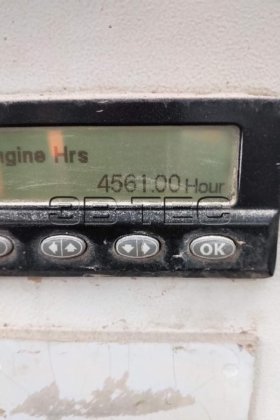 ngine Hrs
4561.00 Hour
3B TEC
OK